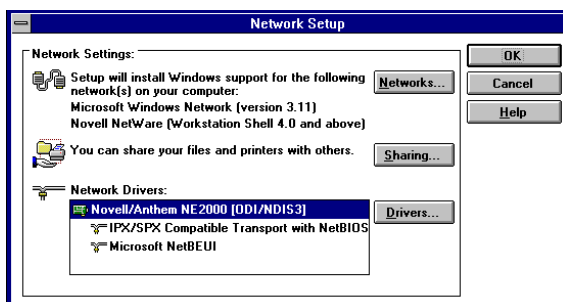 Network Setup
Network Settings:
Setup will install Windows support for the following
network(s) on your computer:
Microsoft Windows Network (version 3.11)
Novell NetWare (Workstation Shell 4.0 and above)
Networks...
You can share your files and printers with others.
Sharing...
Network Drivers:
Novell/Anthem NE2000 [ODI/NDIS3]
IPX/SPX Compatible Transport with NetBIOS
Microsoft NetBEUI
Drivers...
OK
Cancel
Help